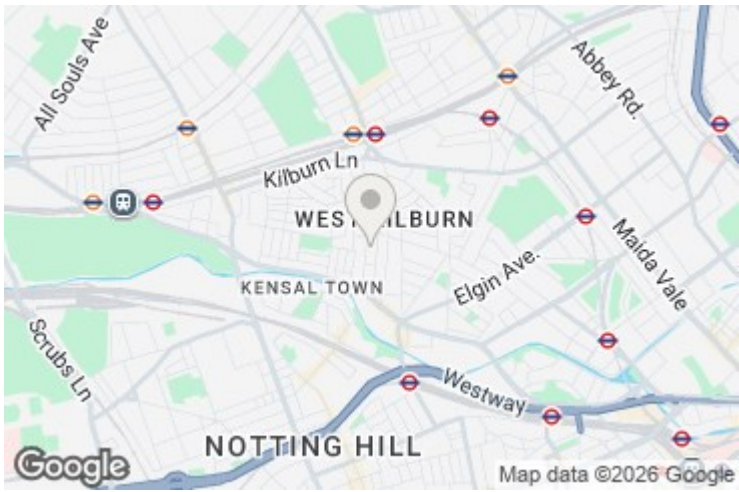 All Souls Ave
Abbey Rd.
Kilburn Ln
WEST KILBURN
Maida Vale
Elgin Ave.
KENSAL TOWN
Scrubs Ln
Westway
NOTTING HILL
Google
Map data ©2026 Google